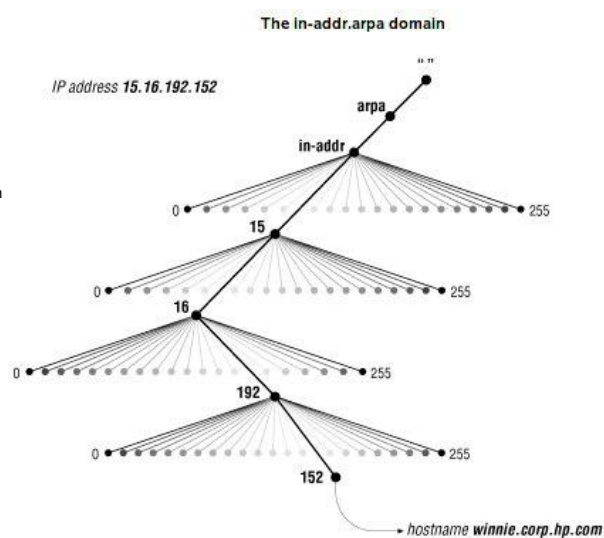 The in-addr.arpa domain
" "
IP address 15.16.192.152
arpa
in-addr
0 255
15
0 255
16
0 255
192
0 255
152
hostname winnie.corp.hp.com